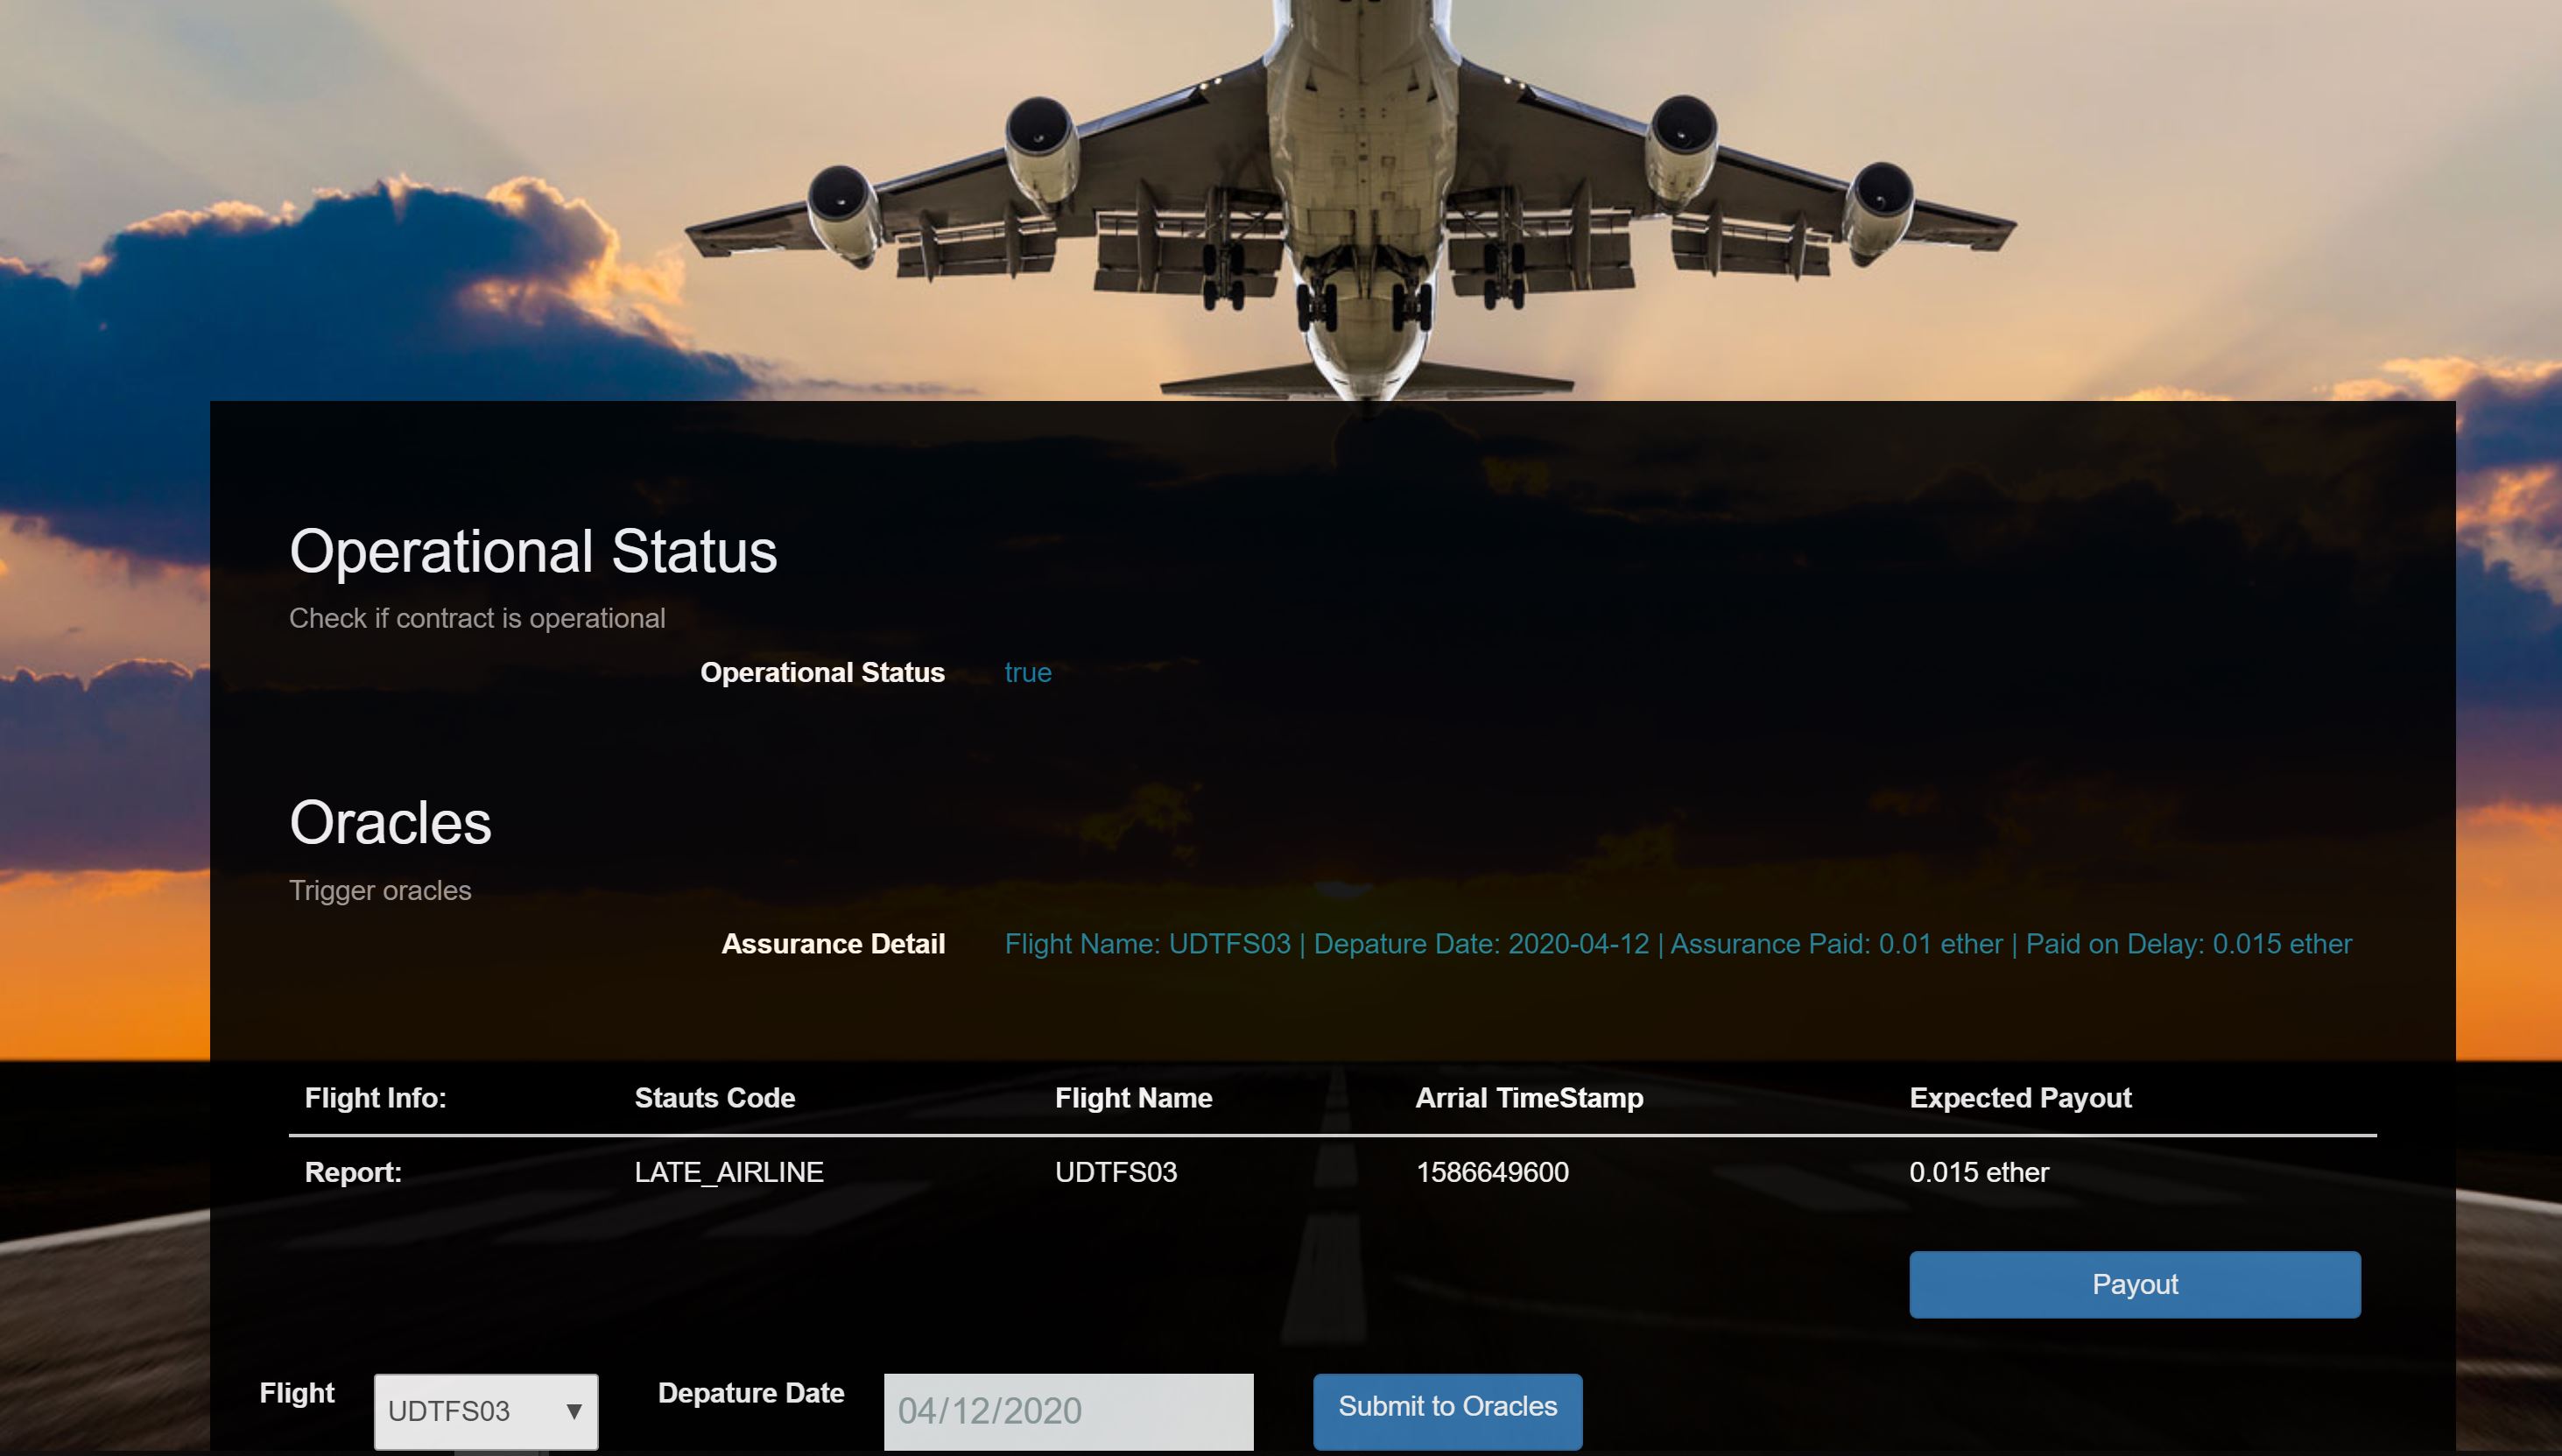 Operational Status
Check if contract is operational
Operational Status true
Oracles
Trigger oracles
Assurance Detail Flight Name: UDTFS03 | Depature Date: 2020-04-12 | Assurance Paid: 0.01 ether | Paid on Delay: 0.015 ether
Flight Info: Stauts Code Flight Name Arrial TimeStamp Expected Payout
Report: LATE_AIRLINE UDTFS03 1586649600 0.015 ether
Payout
Flight UDTFS03 ▼ Depature Date 04/12/2020 Submit to Oracles